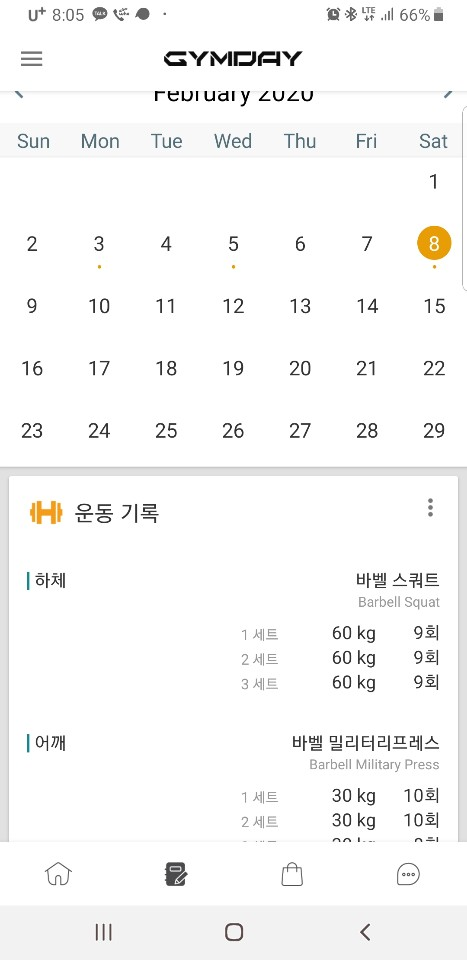 U+ 8:05 66%
GYMDAY
February 2020
Sun Mon Tue Wed Thu Fri Sat
1
2 3 4 5 6 7 8
9 10 11 12 13 14 15
16 17 18 19 20 21 22
23 24 25 26 27 28 29
운동 기록
하체 바벨 스쿼트
Barbell Squat
1 세트 60 kg 9회
2 세트 60 kg 9회
3 세트 60 kg 9회
어깨 바벨 밀리터리프레스
Barbell Military Press
1 세트 30 kg 10회
2 세트 30 kg 10회